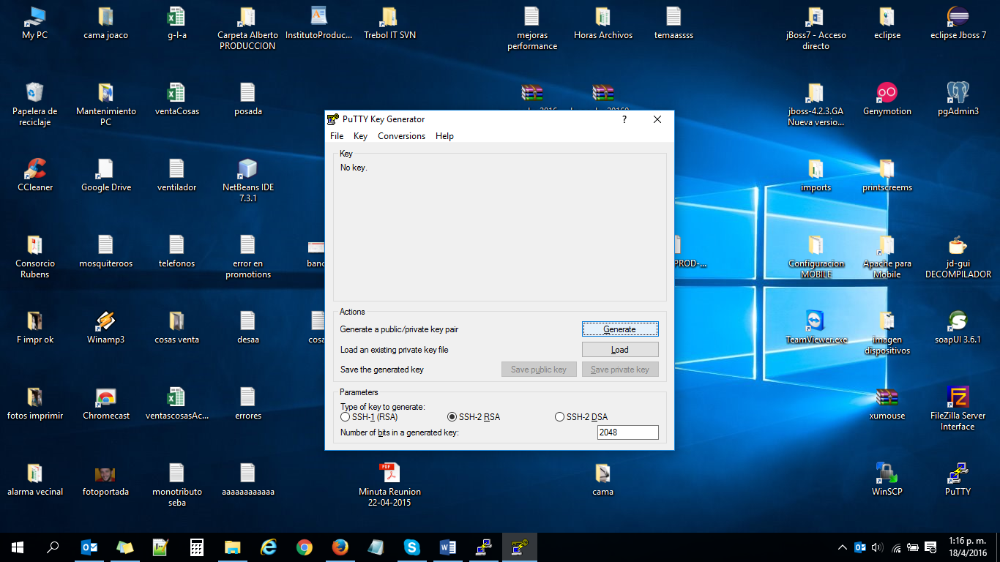 My PC
cama joaco
g-l-a
Carpeta Alberto
PRODUCCION
InstitutoProduc...
Trebol IT SVN
mejoras
performance
Horas Archivos
temaassss
jBoss7 - Acceso
directo
eclipse
eclipse Jboss 7
Papelera de
reciclaje
Mantenimiento
PC
ventaCosas
posada
jboss-4.2.3.GA
Nueva versio...
Genymotion
pgAdmin3
CCleaner
Google Drive
ventilador
NetBeans IDE
7.3.1
imports
printscreems
Consorcio
Rubens
mosquiteroos
telefonos
error en
promotions
banc
PROD-...
Configuracion
MOBILE
Apache para
Mobile
jd-gui
DECOMPILADOR
F impr ok
Winamp3
cosas venta
desaa
cosa
TeamViewer.exe
imagen
dispositivos
soapUI 3.6.1
fotos imprimir
Chromecast
ventascosasAc...
errores
xumouse
FileZilla Server
Interface
alarma vecinal
fotoportada
monotributo
seba
aaaaaaaaaaaa
PDF
Minuta Reunion
22-04-2015
cama
WinSCP
PuTTY
PuTTY Key Generator
?
File Key Conversions Help
Key
No key.
Actions
Generate a public/private key pair
Generate
Load an existing private key file
Load
Save the generated key
Save public key
Save private key
Parameters
Type of key to generate:
SSH-1 (RSA)
SSH-2 RSA
SSH-2 DSA
Number of bits in a generated key:
2048
1:16 p. m.
18/4/2016